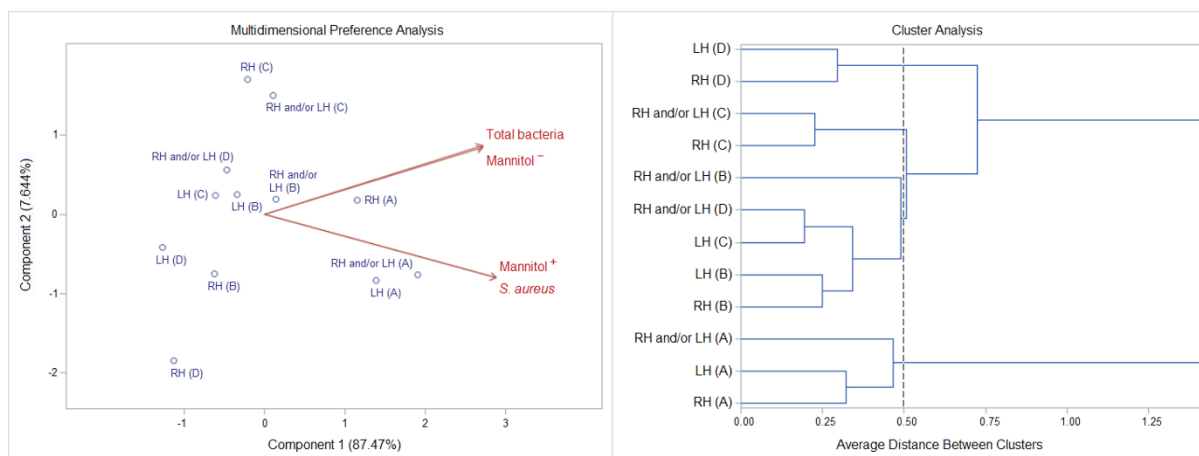 Multidimensional Preference Analysis
RH (C)
RH and/or LH (C)
Total bacteria
Mannitol −
RH and/or LH (D)
RH and/or
LH (B)
LH (C)
LH (B)
RH (A)
LH (D)
RH (B)
RH and/or LH (A)
LH (A)
Mannitol +
S. aureus
RH (D)
1
0
-1
-2
-1
0
1
2
3
Component 2 (7.644%)
Component 1 (87.47%)
Cluster Analysis
LH (D)
RH (D)
RH and/or LH (C)
RH (C)
RH and/or LH (B)
RH and/or LH (D)
LH (C)
LH (B)
RH (B)
RH and/or LH (A)
LH (A)
RH (A)
0.00
0.25
0.50
0.75
1.00
1.25
Average Distance Between Clusters